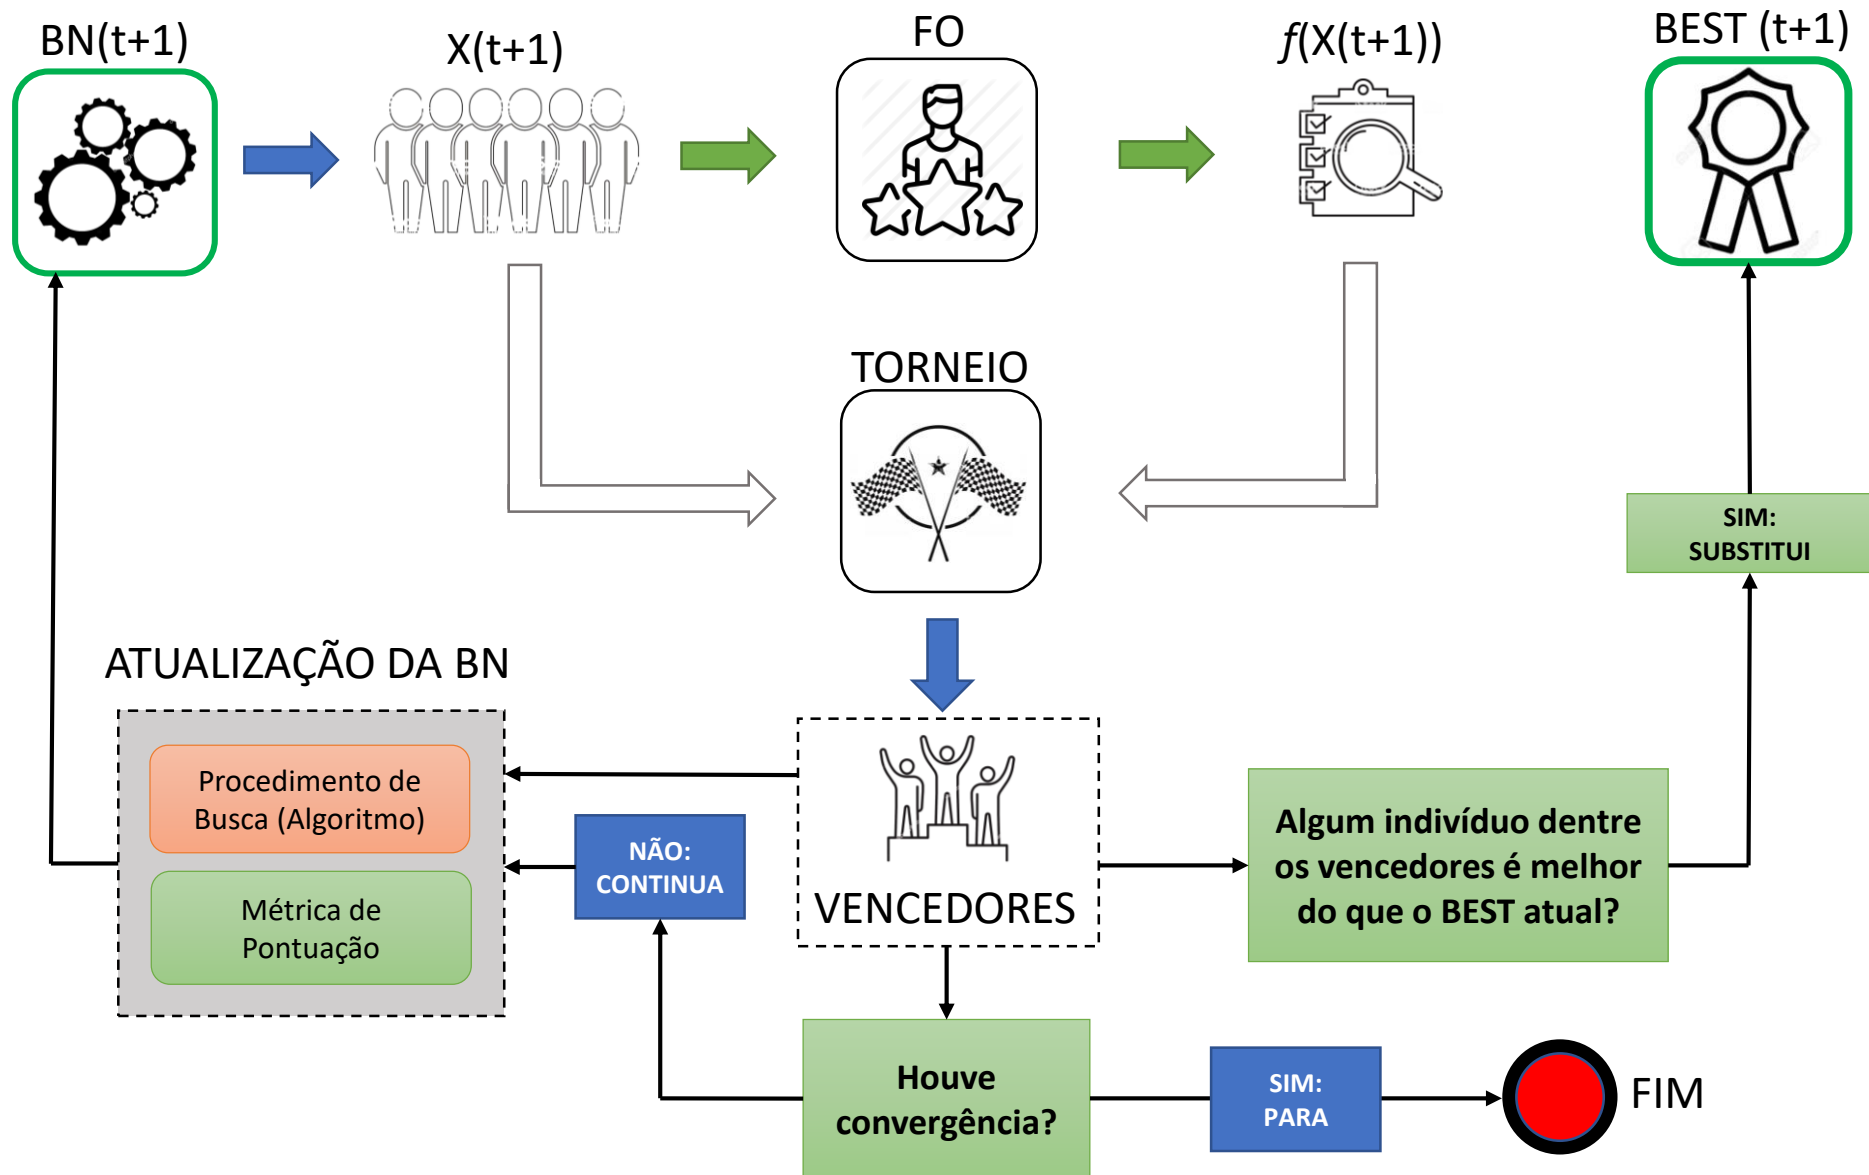 BN(t+1)
X(t+1)
FO
f(X(t+1))
BEST (t+1)
TORNEIO
SIM:
SUBSTITUI
ATUALIZAÇÃO DA BN
Procedimento de
Busca (Algoritmo)
Métrica de
Pontuação
NÃO:
CONTINUA
VENCEDORES
Algum indivíduo dentre
os vencedores é melhor
do que o BEST atual?
Houve
convergência?
SIM:
PARA
FIM